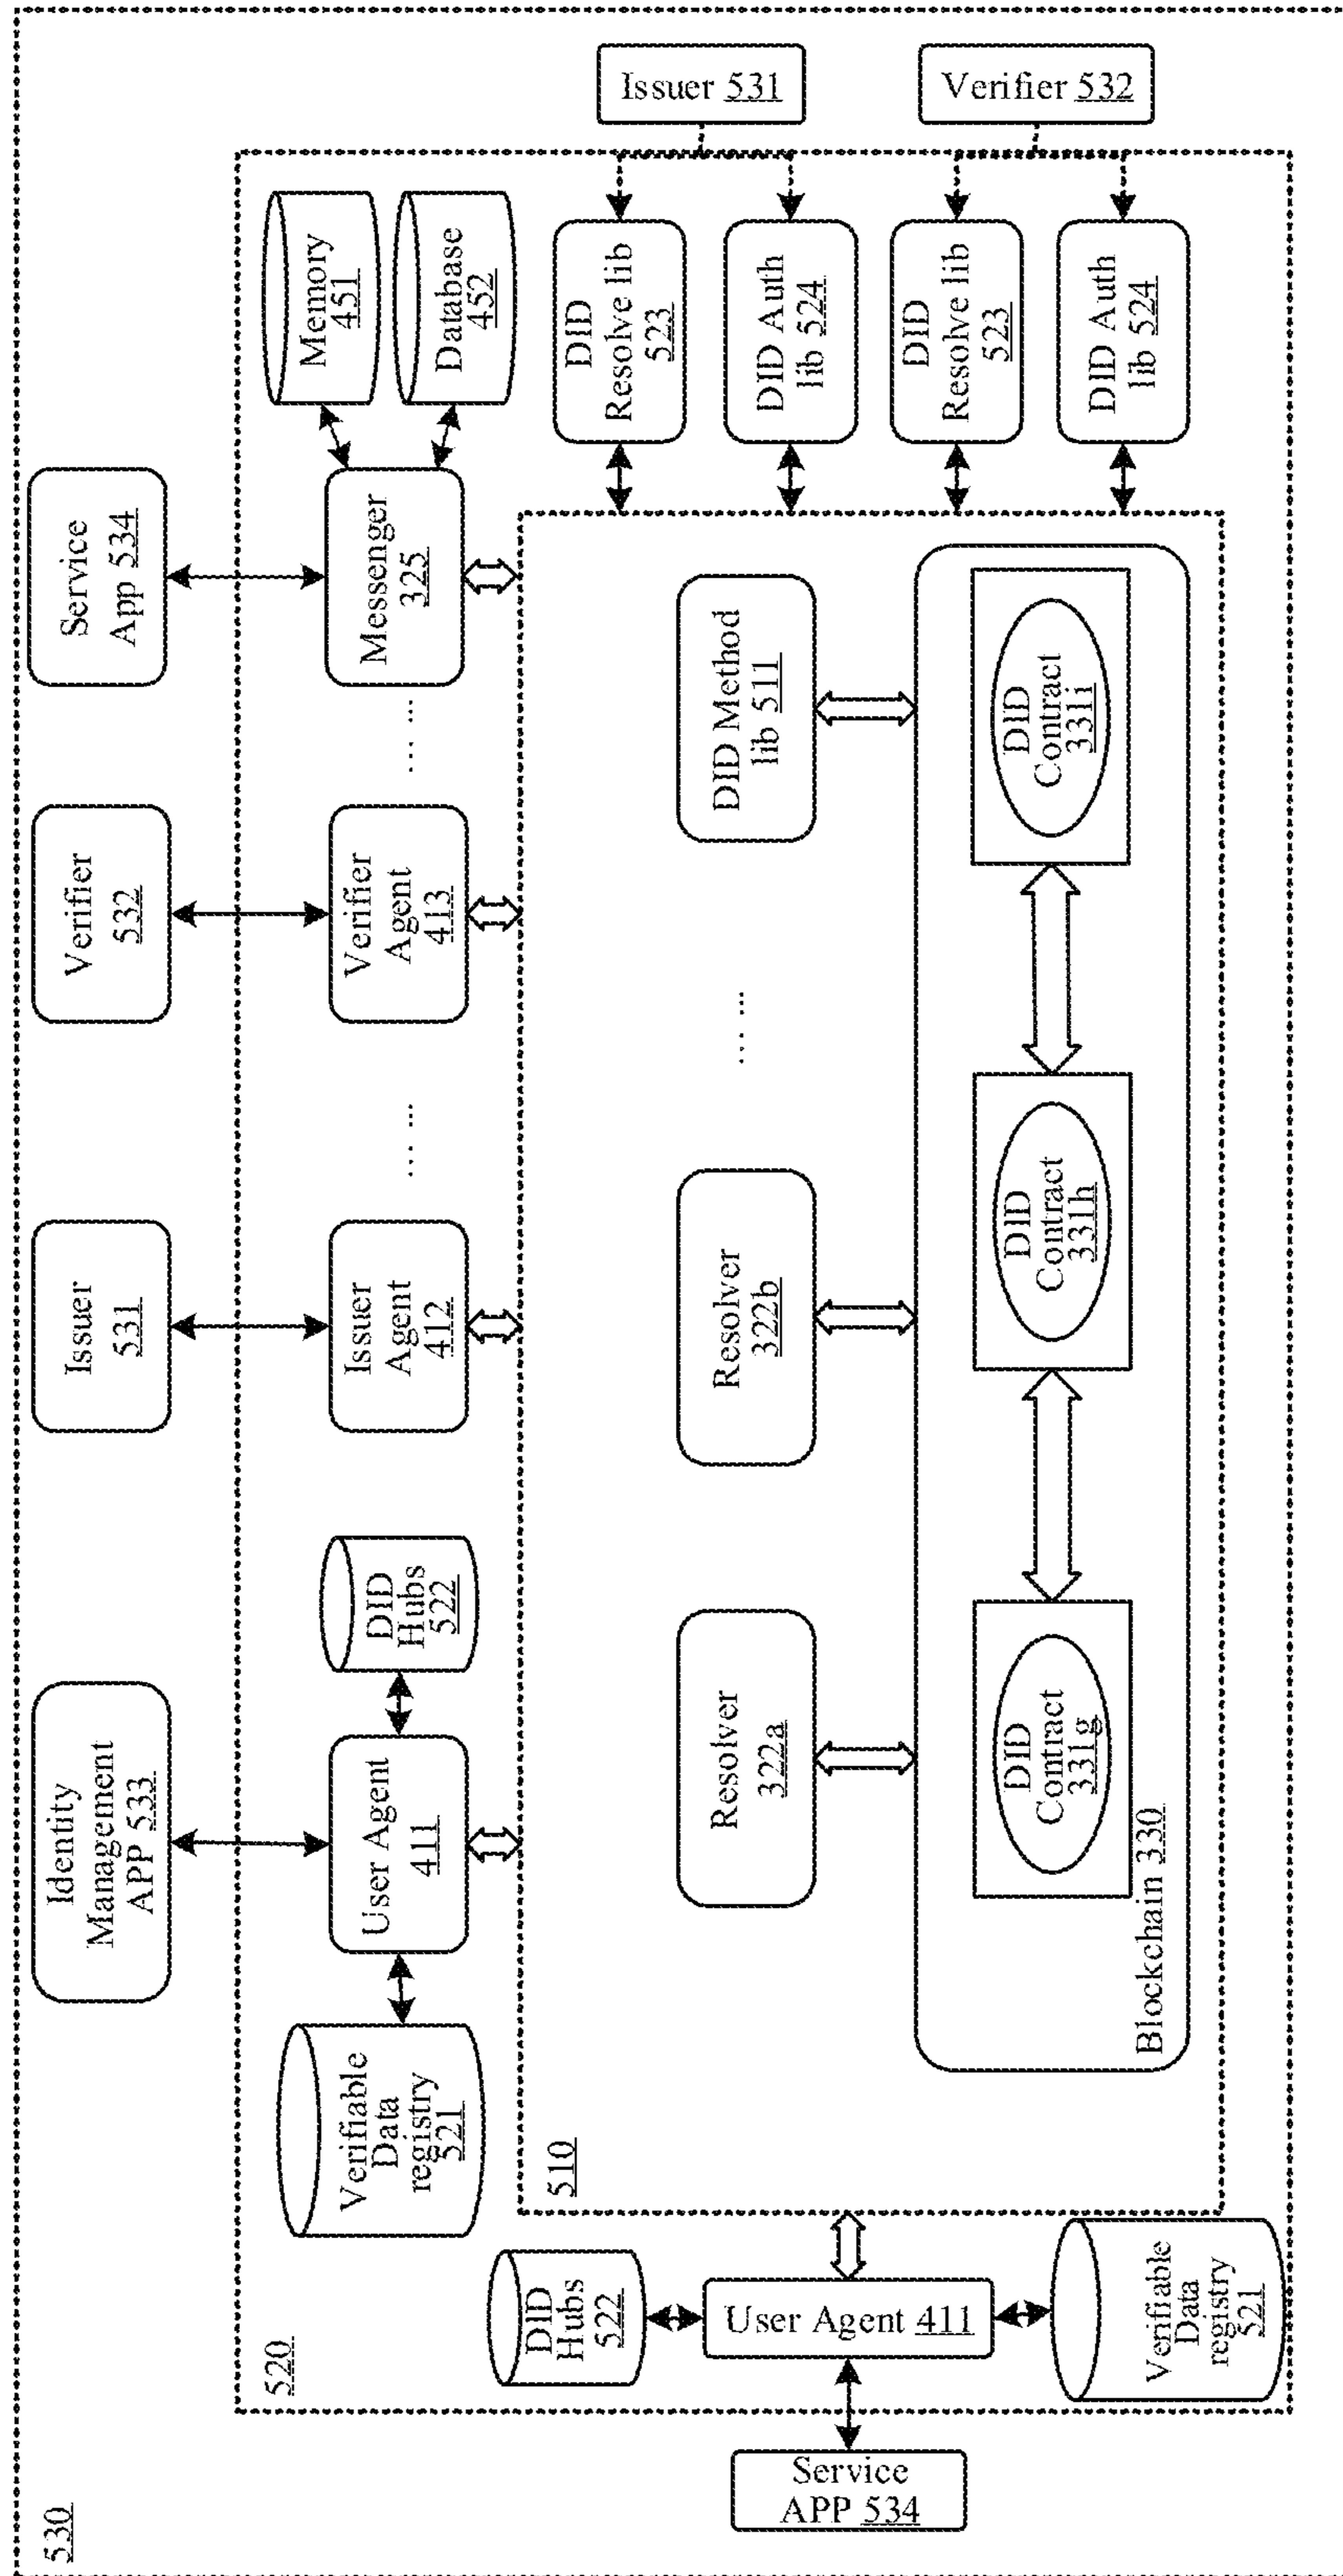 530
Identity
Management
APP 533
Issuer
531
Verifier
532
Service
App 534
520
Verifiable
Data
registry
521
User Agent
411
DID
Hubs
522
Issuer
Agent
412
... ...
Verifier
Agent
413
... ...
Messenger
325
Memory
451
Database
452
Service
APP 534
DID
Hubs
522
User Agent 411
Verifiable
Data
registry
521
510
Resolver
322a
Resolver
322b
... ...
DID Method
lib 511
DID
Contract
331g
DID
Contract
331h
DID
Contract
331i
Blockchain 330
DID
Resolve lib
523
DID Auth
lib 524
DID
Resolve lib
523
DID Auth
lib 524
Issuer 531
Verifier 532